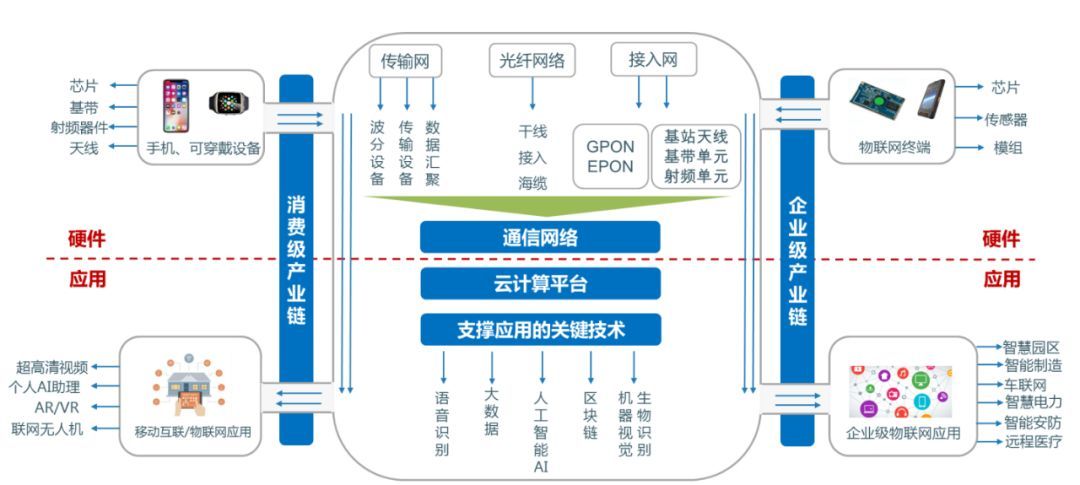 传输网
光纤网络
接入网
芯片
基带
射频器件
天线
手机、可穿戴设备
波分设备
传输设备
数据汇聚
干线
接入
海缆
GPON
EPON
基站天线
基带单元
射频单元
物联网终端
芯片
传感器
模组
消费级产业链
企业级产业链
通信网络
硬件
硬件
应用
应用
云计算平台
支撑应用的关键技术
超高清视频
个人AI助理
AR/VR
联网无人机
移动互联/物联网应用
语音识别
大数据
人工智能AI
区块链
机器视觉
生物识别
企业级物联网应用
智慧园区
智能制造
车联网
智慧电力
智能安防
远程医疗